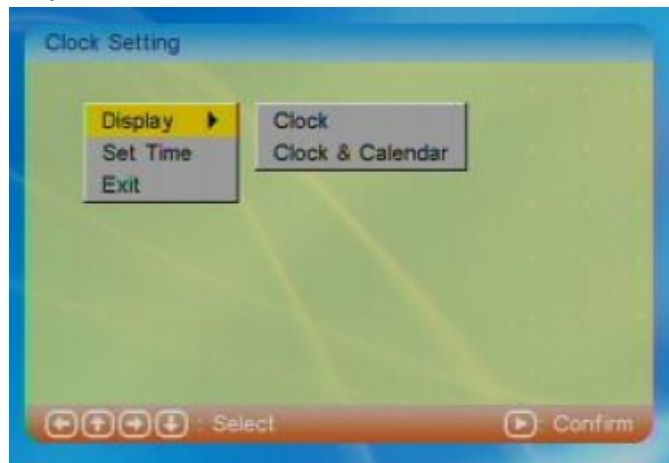 Clock Setting
Display
Set Time
Exit
Clock
Clock & Calendar
: Select
: Confirm